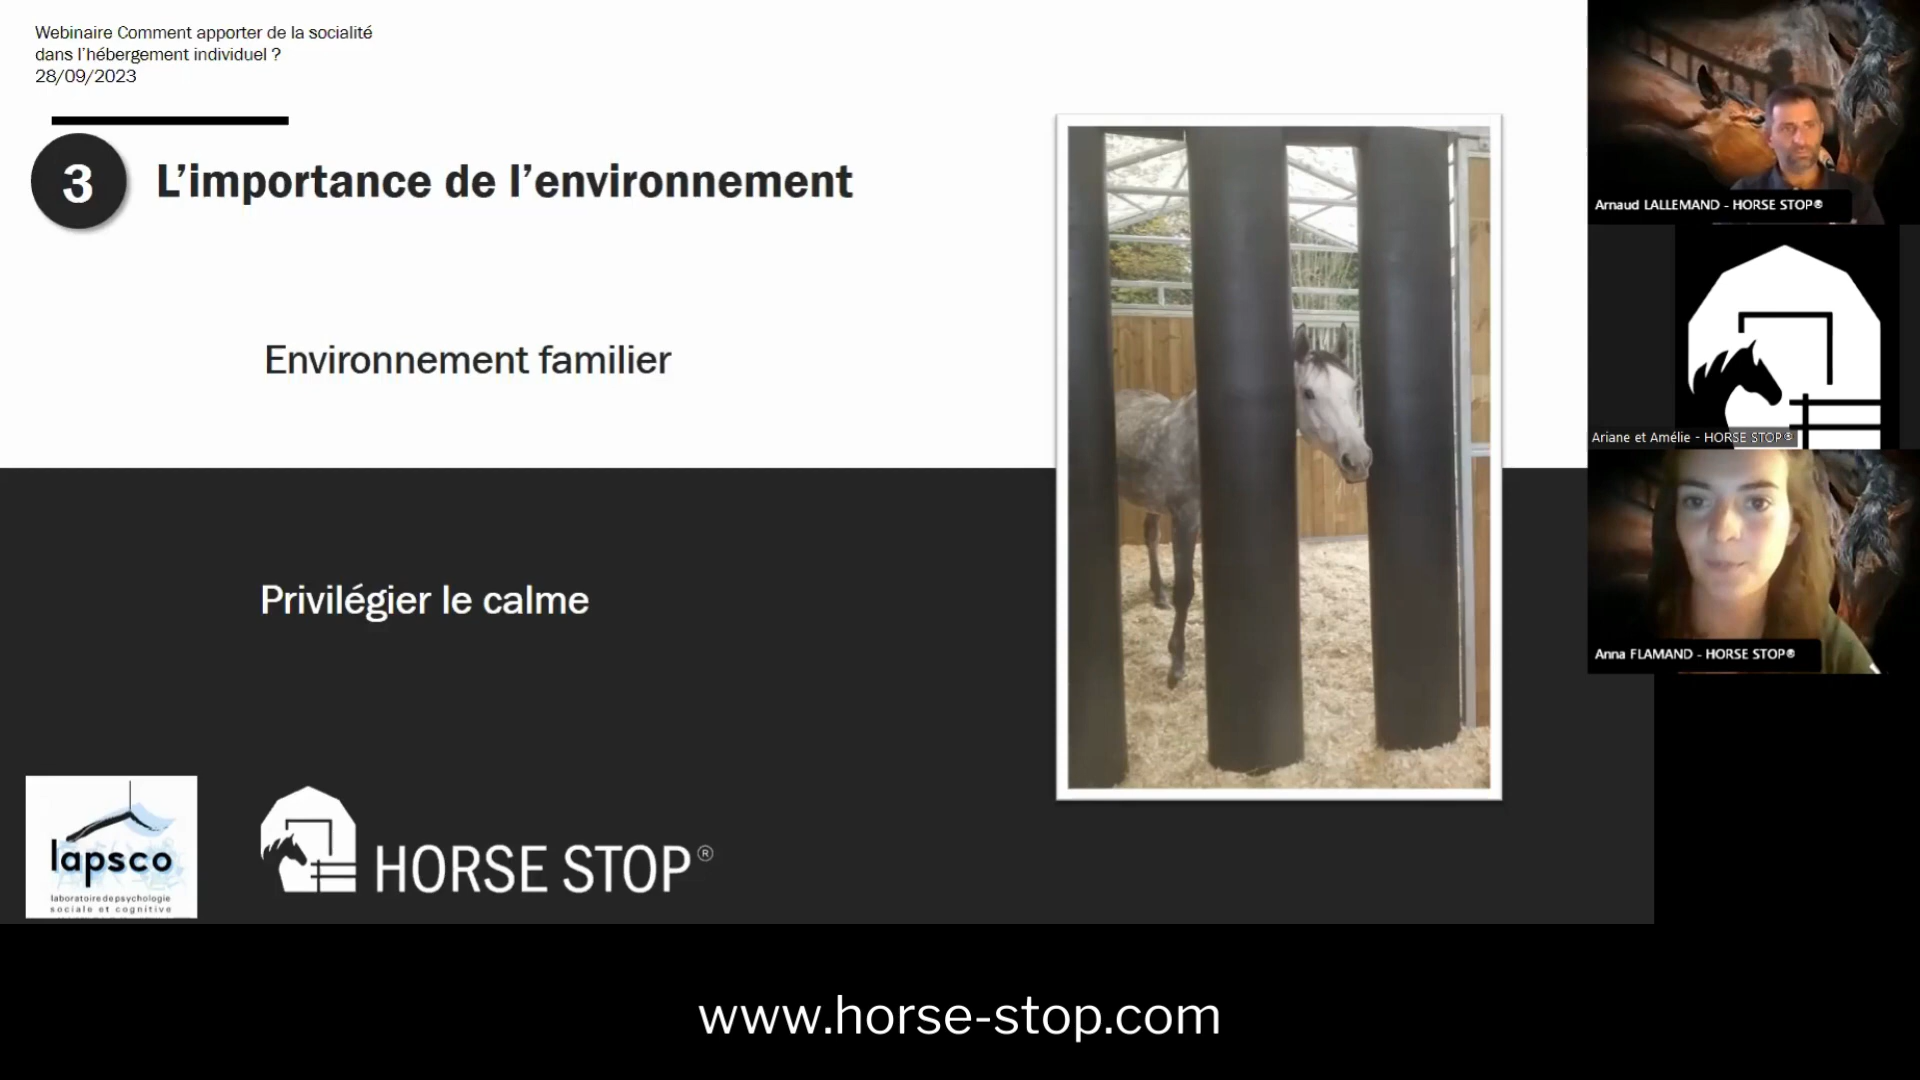 Webinaire Comment apporter de la socialité
dans l'hébergement individuel ?
28/09/2023
3
L'importance de l'environnement
Environnement familier
Privilégier le calme
lapsco
laboratoire de psychologie
sociale et cognitive
HORSE STOP®
Arnaud LALLEMAND - HORSE STOP®
Ariane et Amélie - HORSE STOP®
Anna FLAMAND - HORSE STOP®
www.horse-stop.com